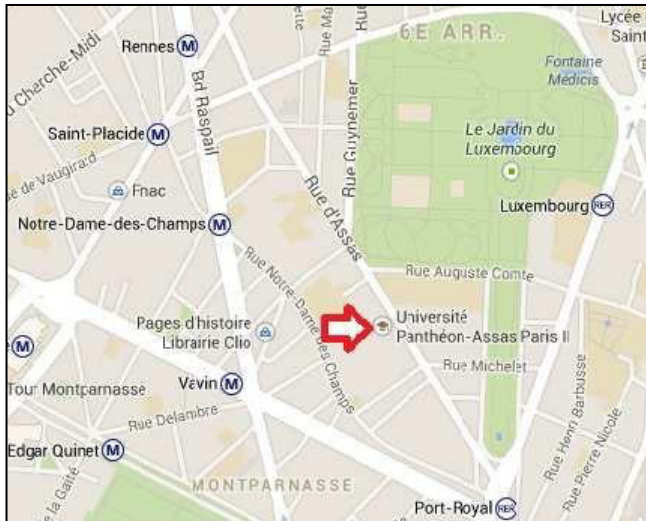 Lycée
Saint
6E ARR.
Rue
Rennes M
Fontaine
Médicis
Bd Raspail
Saint-Placide M
Le Jardin du
Luxembourg
Rue Guynemer
Fnac
Luxembourg RER
Notre-Dame-des-Champs M
Rue d'Assas
Rue Notre-Dame des Champs
Rue Auguste Comte
Université
Panthéon-Assas Paris II
Pages d'histoire
Librairie Clio
M
Rue Michelet
Vavin M
Tour Montparnasse
Rue Delambre
Rue Henri Barbusse
Rue Pierre Nicole
Edgar Quinet M
MONTPARNASSE
de la Gaîté
Port-Royal RER